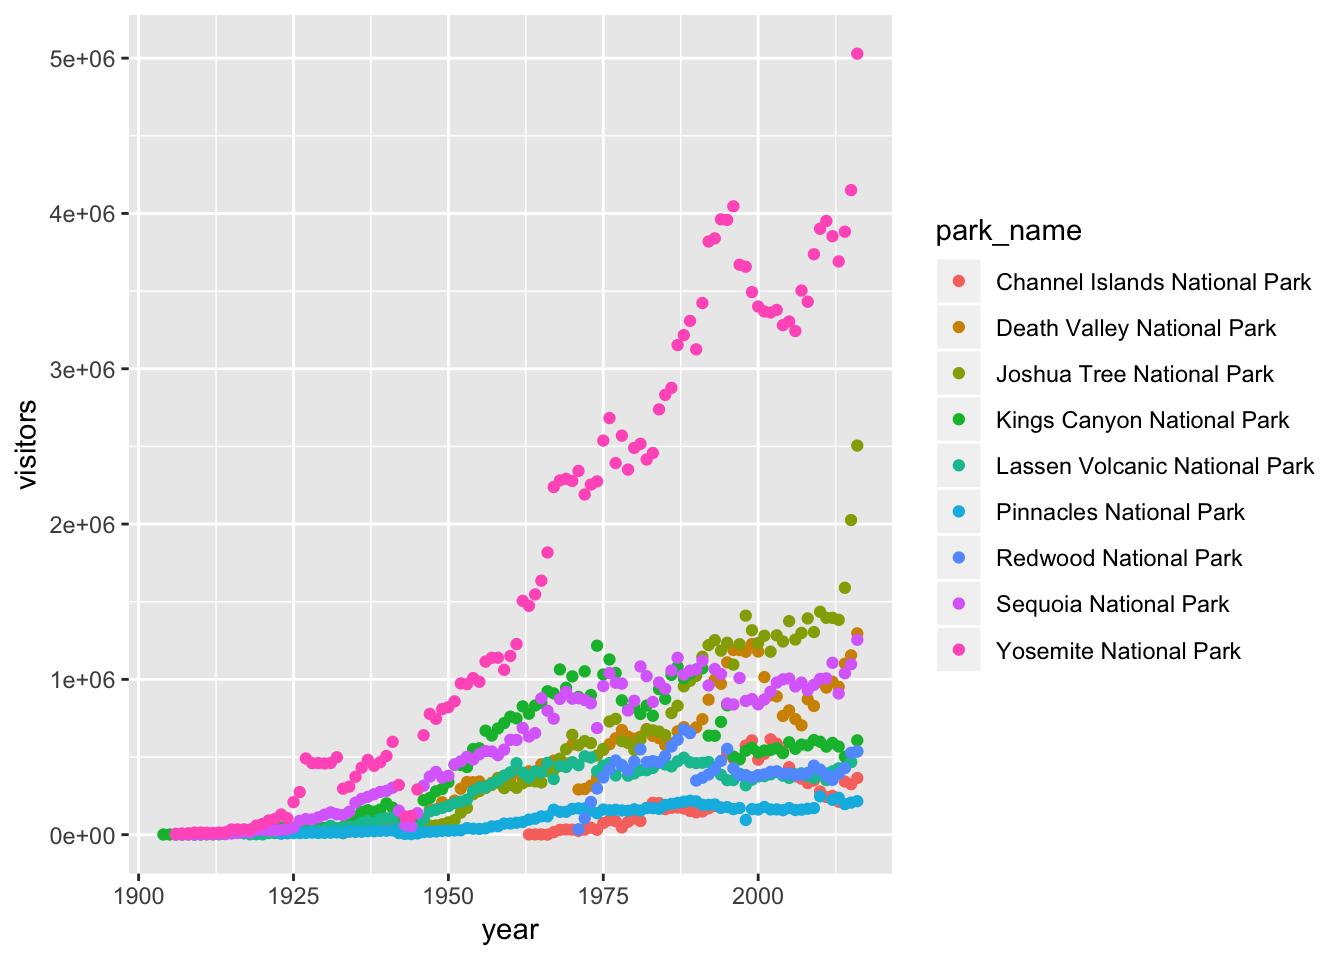 5e+06
4e+06
3e+06
2e+06
1e+06
0e+00
visitors
1900 1925 1950 1975 2000
year
park_name
Channel Islands National Park
Death Valley National Park
Joshua Tree National Park
Kings Canyon National Park
Lassen Volcanic National Park
Pinnacles National Park
Redwood National Park
Sequoia National Park
Yosemite National Park